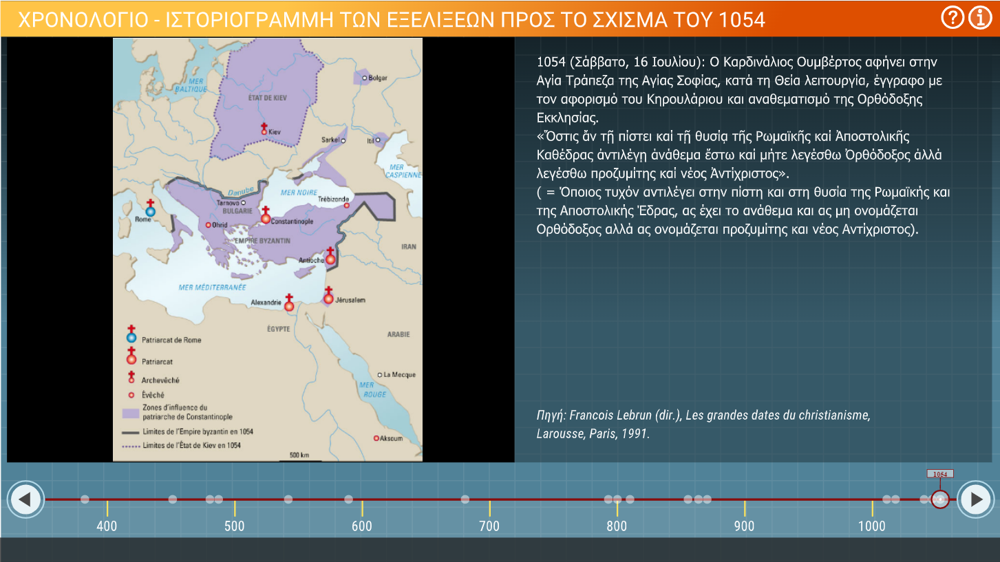 ΧΡΟΝΟΛΟΓΙΟ - ΙΣΤΟΡΙΟΓΡΑΜΜΗ ΤΩΝ ΕΞΕΛΙΞΕΩΝ ΠΡΟΣ ΤΟ ΣΧΙΣΜΑ ΤΟΥ 1054
? i
MER
BALTIQUE
Bolgar
ÉTAT DE KIEV
Kiev
Sarkel
Itil
MER
CASPIENNE
Danube
MER NOIRE
Tarnovo
Trébizonde
BULGARIE
Rome
Ohrid
Constantinople
EMPIRE BYZANTIN
IRAN
Antioche
MER MÉDITERRANÉE
Alexandrie
Jérusalem
ÉGYPTE
ARABIE
Patriarcat de Rome
Patriarcat
La Mecque
Archevêché
MER
ROUGE
Évêché
Zones d'influence du
patriarche de Constantinople
Limites de l'Empire byzantin en 1054
Aksoum
Limites de l'État de Kiev en 1054
500 km
1054 (Σάββατο, 16 Ιουλίου): Ο Καρδινάλιος Ουμβέρτος αφήνει στην
Αγία Τράπεζα της Αγίας Σοφίας, κατά τη Θεία λειτουργία, έγγραφο με
τον αφορισμό του Κηρουλάριου και αναθεματισμό της Ορθόδοξης
Εκκλησίας.
«Ὅστις ἄν τῇ πίστει καί τῇ θυσίᾳ τῆς Ρωμαϊκῆς καί Ἀποστολικῆς
Καθέδρας ἀντιλέγῃ ἀνάθεμα ἔστω καί μήτε λεγέσθω Ὀρθόδοξος ἀλλά
λεγέσθω προζυμίτης καί νέος Ἀντίχριστος».
( = Όποιος τυχόν αντιλέγει στην πίστη και στη θυσία της Ρωμαϊκής και
της Αποστολικής Έδρας, ας έχει το ανάθεμα και ας μη ονομάζεται
Ορθόδοξος αλλά ας ονομάζεται προζυμίτης και νέος Αντίχριστος).
Πηγή: Francois Lebrun (dir.), Les grandes dates du christianisme,
Larousse, Paris, 1991.
1054
400 500 600 700 800 900 1000